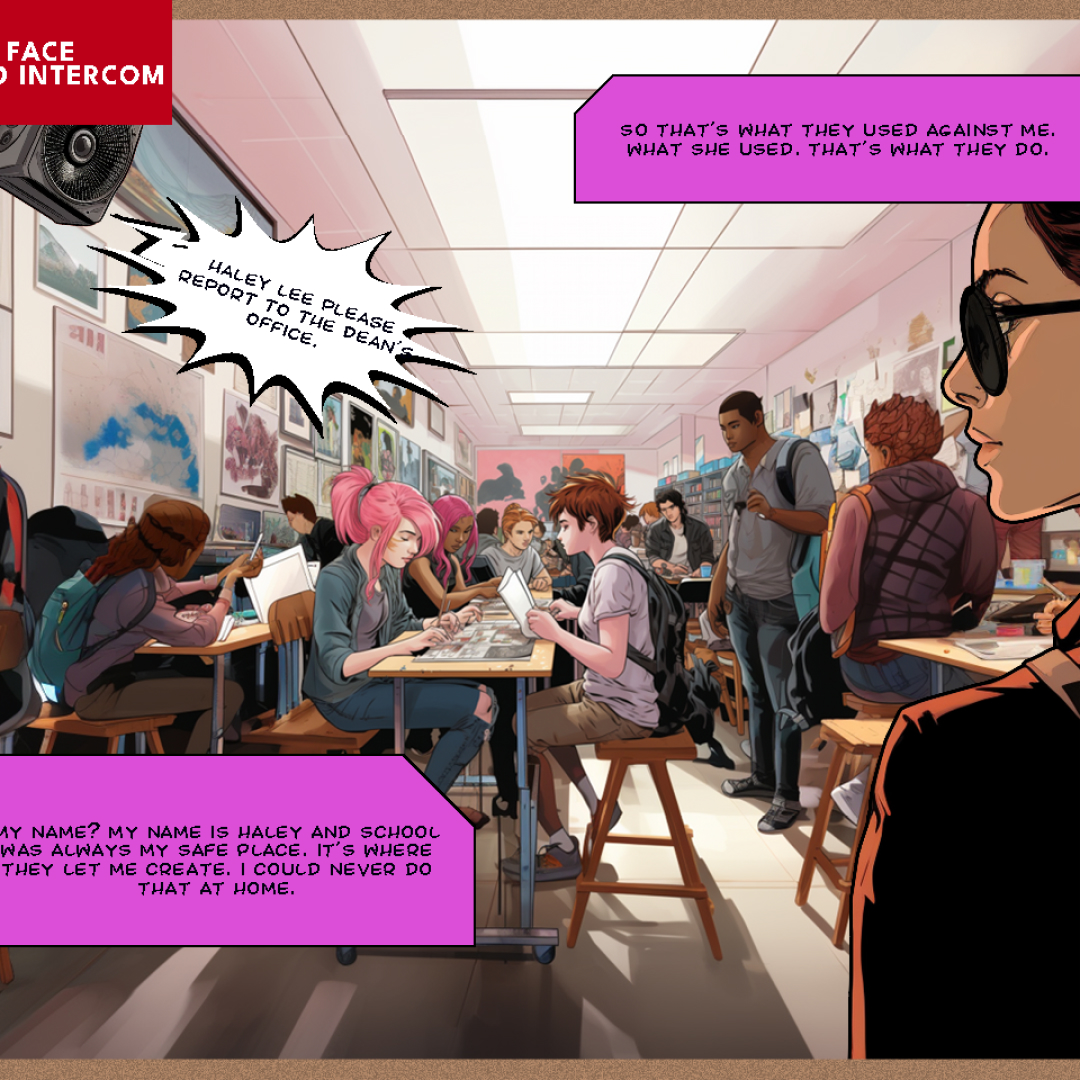 FACE
D INTERCOM
SO THAT'S WHAT THEY USED AGAINST ME.
WHAT SHE USED. THAT'S WHAT THEY DO.
HALEY LEE PLEASE
REPORT TO THE DEAN'S
OFFICE.
MY NAME? MY NAME IS HALEY AND SCHOOL
WAS ALWAYS MY SAFE PLACE. IT'S WHERE
THEY LET ME CREATE. I COULD NEVER DO
THAT AT HOME.